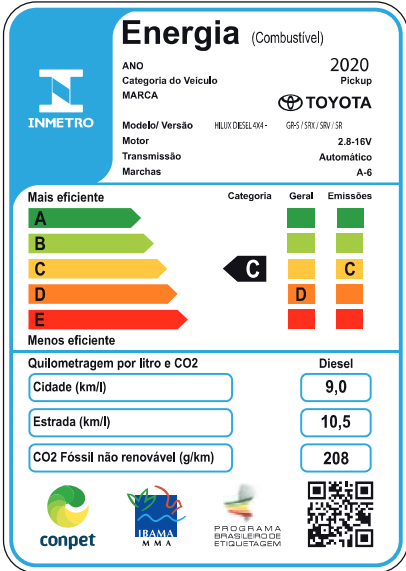 Energia (Combustível)
ANO 2020
Categoria do Veículo Pickup
MARCA TOYOTA
INMETRO
Modelo/ Versão HILUX DIESEL 4X4 - GR-S / SRX / SRV / SR
Motor 2.8-16V
Transmissão Automático
Marchas A-6
Mais eficiente Categoria Geral Emissões
A
B
C C C
D D
E
Menos eficiente
Quilometragem por litro e CO2 Diesel
Cidade (km/l) 9,0
Estrada (km/l) 10,5
CO2 Fóssil não renovável (g/km) 208
conpet
IBAMA
M M A
PROGRAMA
BRASILEIRO DE
ETIQUETAGEM